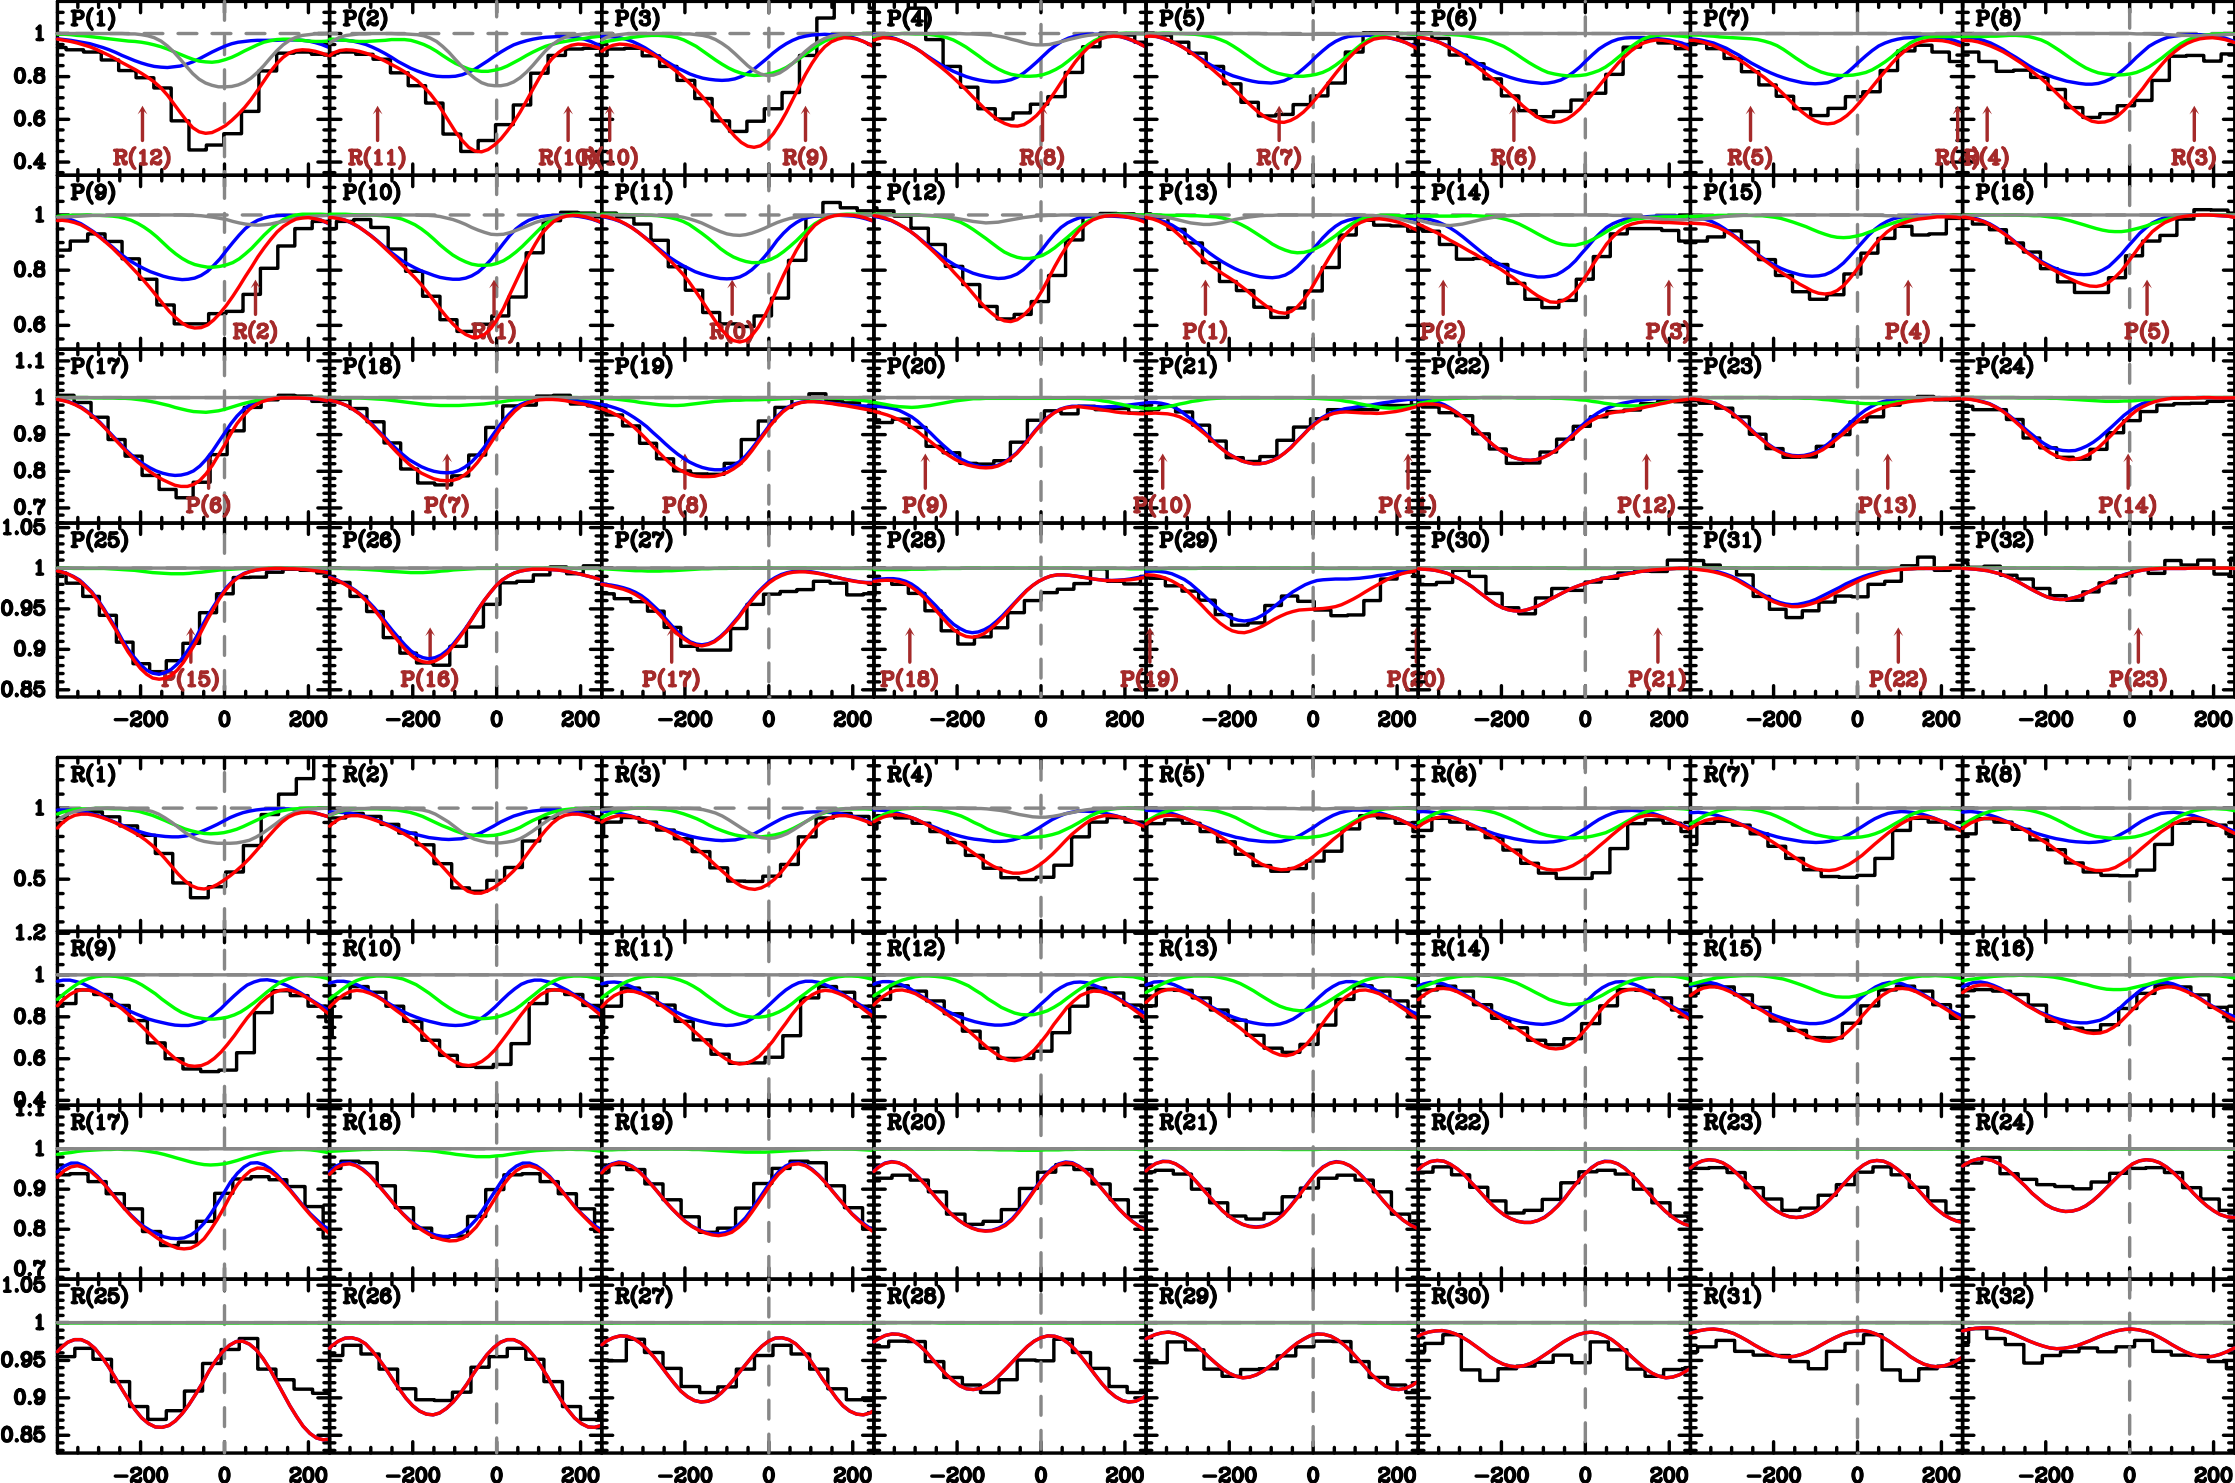 P(1) P(2) P(3) P(4) P(5) P(6) P(7) P(8)
1
0.8
0.6
0.4
R(12) R(11) R(10) R(10) R(9) R(8) R(7) R(6) R(5) R(4) R(4) R(3)
P(9) P(10) P(11) P(12) P(13) P(14) P(15) P(16)
1
0.8
0.6
R(2) R(1) R(0) P(1) P(2) P(3) P(4) P(5)
1.1
P(17) P(18) P(19) P(20) P(21) P(22) P(23) P(24)
1
0.9
0.8
0.7
P(6) P(7) P(8) P(9) P(10) P(11) P(12) P(13) P(14)
1.05
P(25) P(26) P(27) P(28) P(29) P(30) P(31) P(32)
1
0.95
0.9
0.85
P(15) P(16) P(17) P(18) P(19) P(20) P(21) P(22) P(23)
-200 0 200 -200 0 200 -200 0 200 -200 0 200 -200 0 200 -200 0 200 -200 0 200 -200 0 200
R(1) R(2) R(3) R(4) R(5) R(6) R(7) R(8)
1
0.5
1.2
R(9) R(10) R(11) R(12) R(13) R(14) R(15) R(16)
1
0.8
0.6
0.4
1.1
R(17) R(18) R(19) R(20) R(21) R(22) R(23) R(24)
1
0.9
0.8
0.7
1.05
R(25) R(26) R(27) R(28) R(29) R(30) R(31) R(32)
1
0.95
0.9
0.85
-200 0 200 -200 0 200 -200 0 200 -200 0 200 -200 0 200 -200 0 200 -200 0 200 -200 0 200